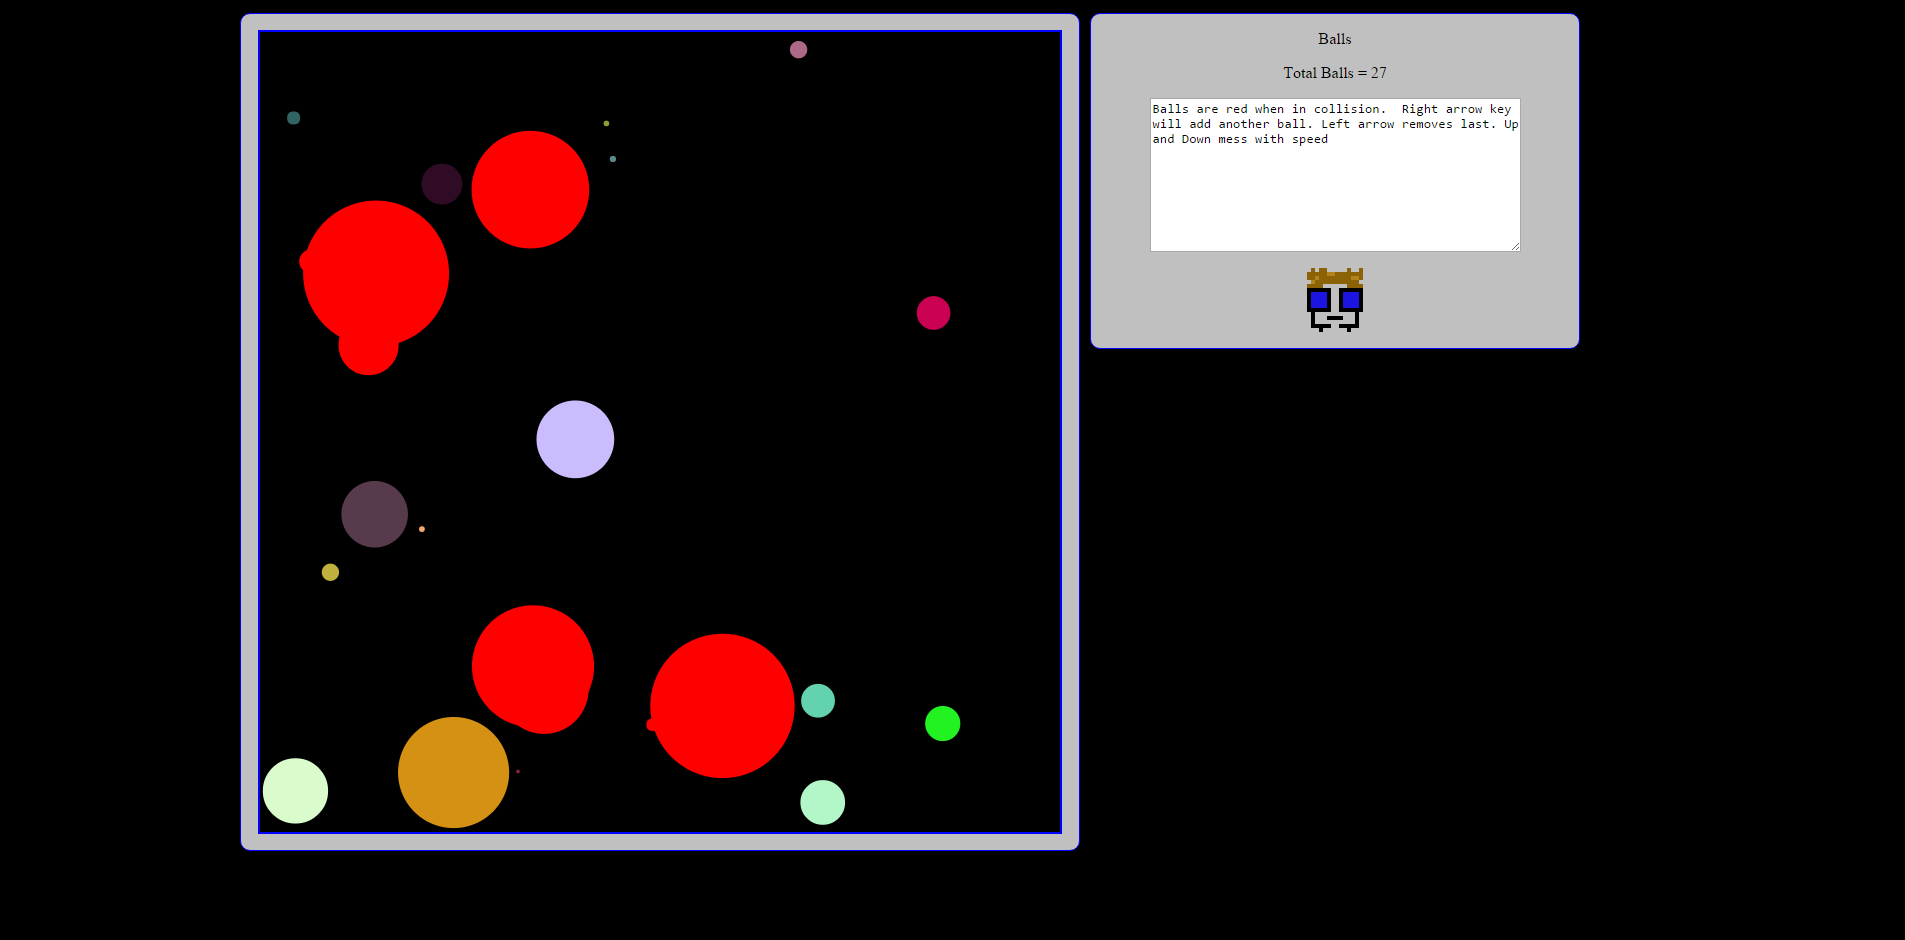 Balls
Total Balls = 27
Balls are red when in collision.  Right arrow key
will add another ball. Left arrow removes last. Up
and Down mess with speed